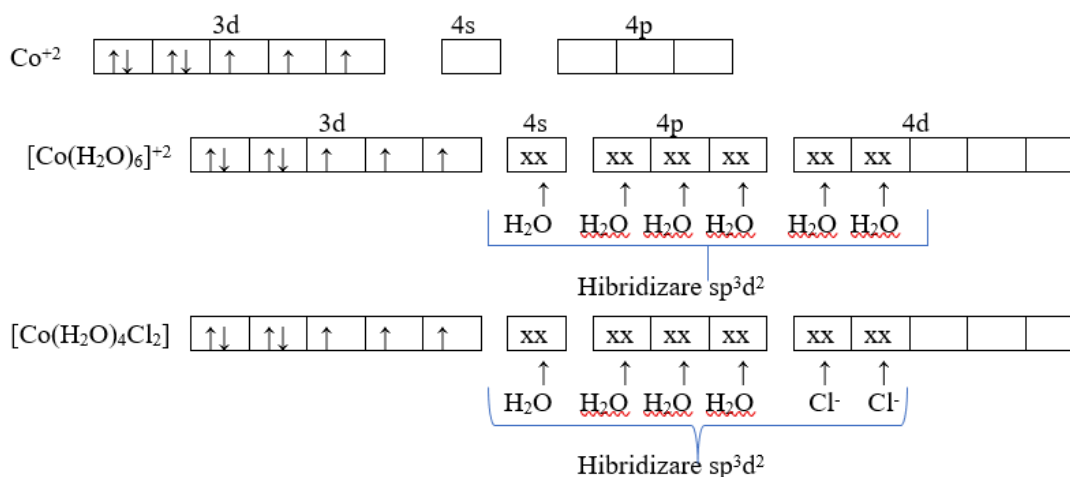 3d 4s 4p
Co⁺² ↑↓ ↑↓ ↑ ↑ ↑
3d 4s 4p 4d
[Co(H₂O)₆]⁺² ↑↓ ↑↓ ↑ ↑ ↑ xx xx xx xx xx xx
↑ ↑ ↑ ↑ ↑ ↑
H₂O H₂O H₂O H₂O H₂O H₂O
Hibridizare sp³d²
[Co(H₂O)₄Cl₂] ↑↓ ↑↓ ↑ ↑ ↑ xx xx xx xx xx xx
↑ ↑ ↑ ↑ ↑ ↑
H₂O H₂O H₂O H₂O Cl⁻ Cl⁻
Hibridizare sp³d²